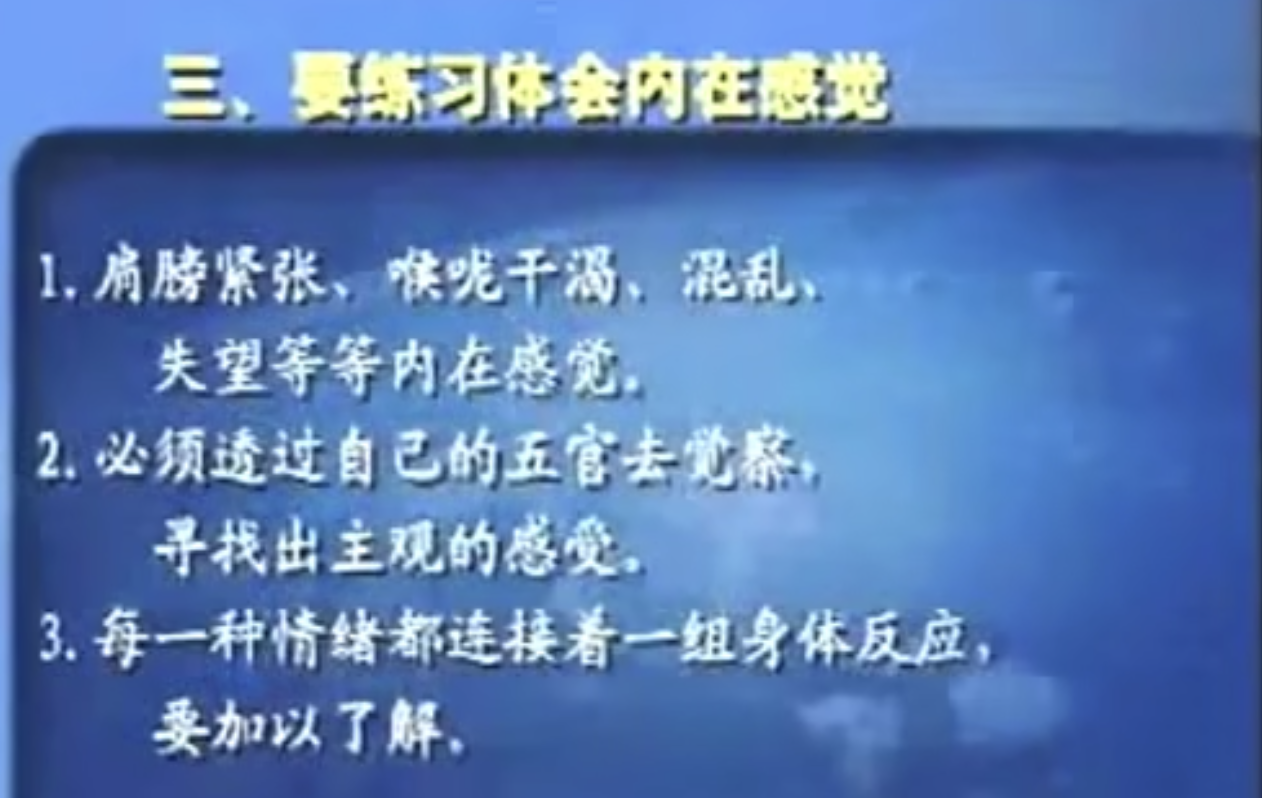 三、要练习体会内在感觉
1.肩膀紧张、喉咙干渴、混乱、
失望等等内在感觉。
2.必须透过自己的五官去觉察,
寻找出主观的感受。
3.每一种情绪都连接着一组身体反应,
要加以了解。